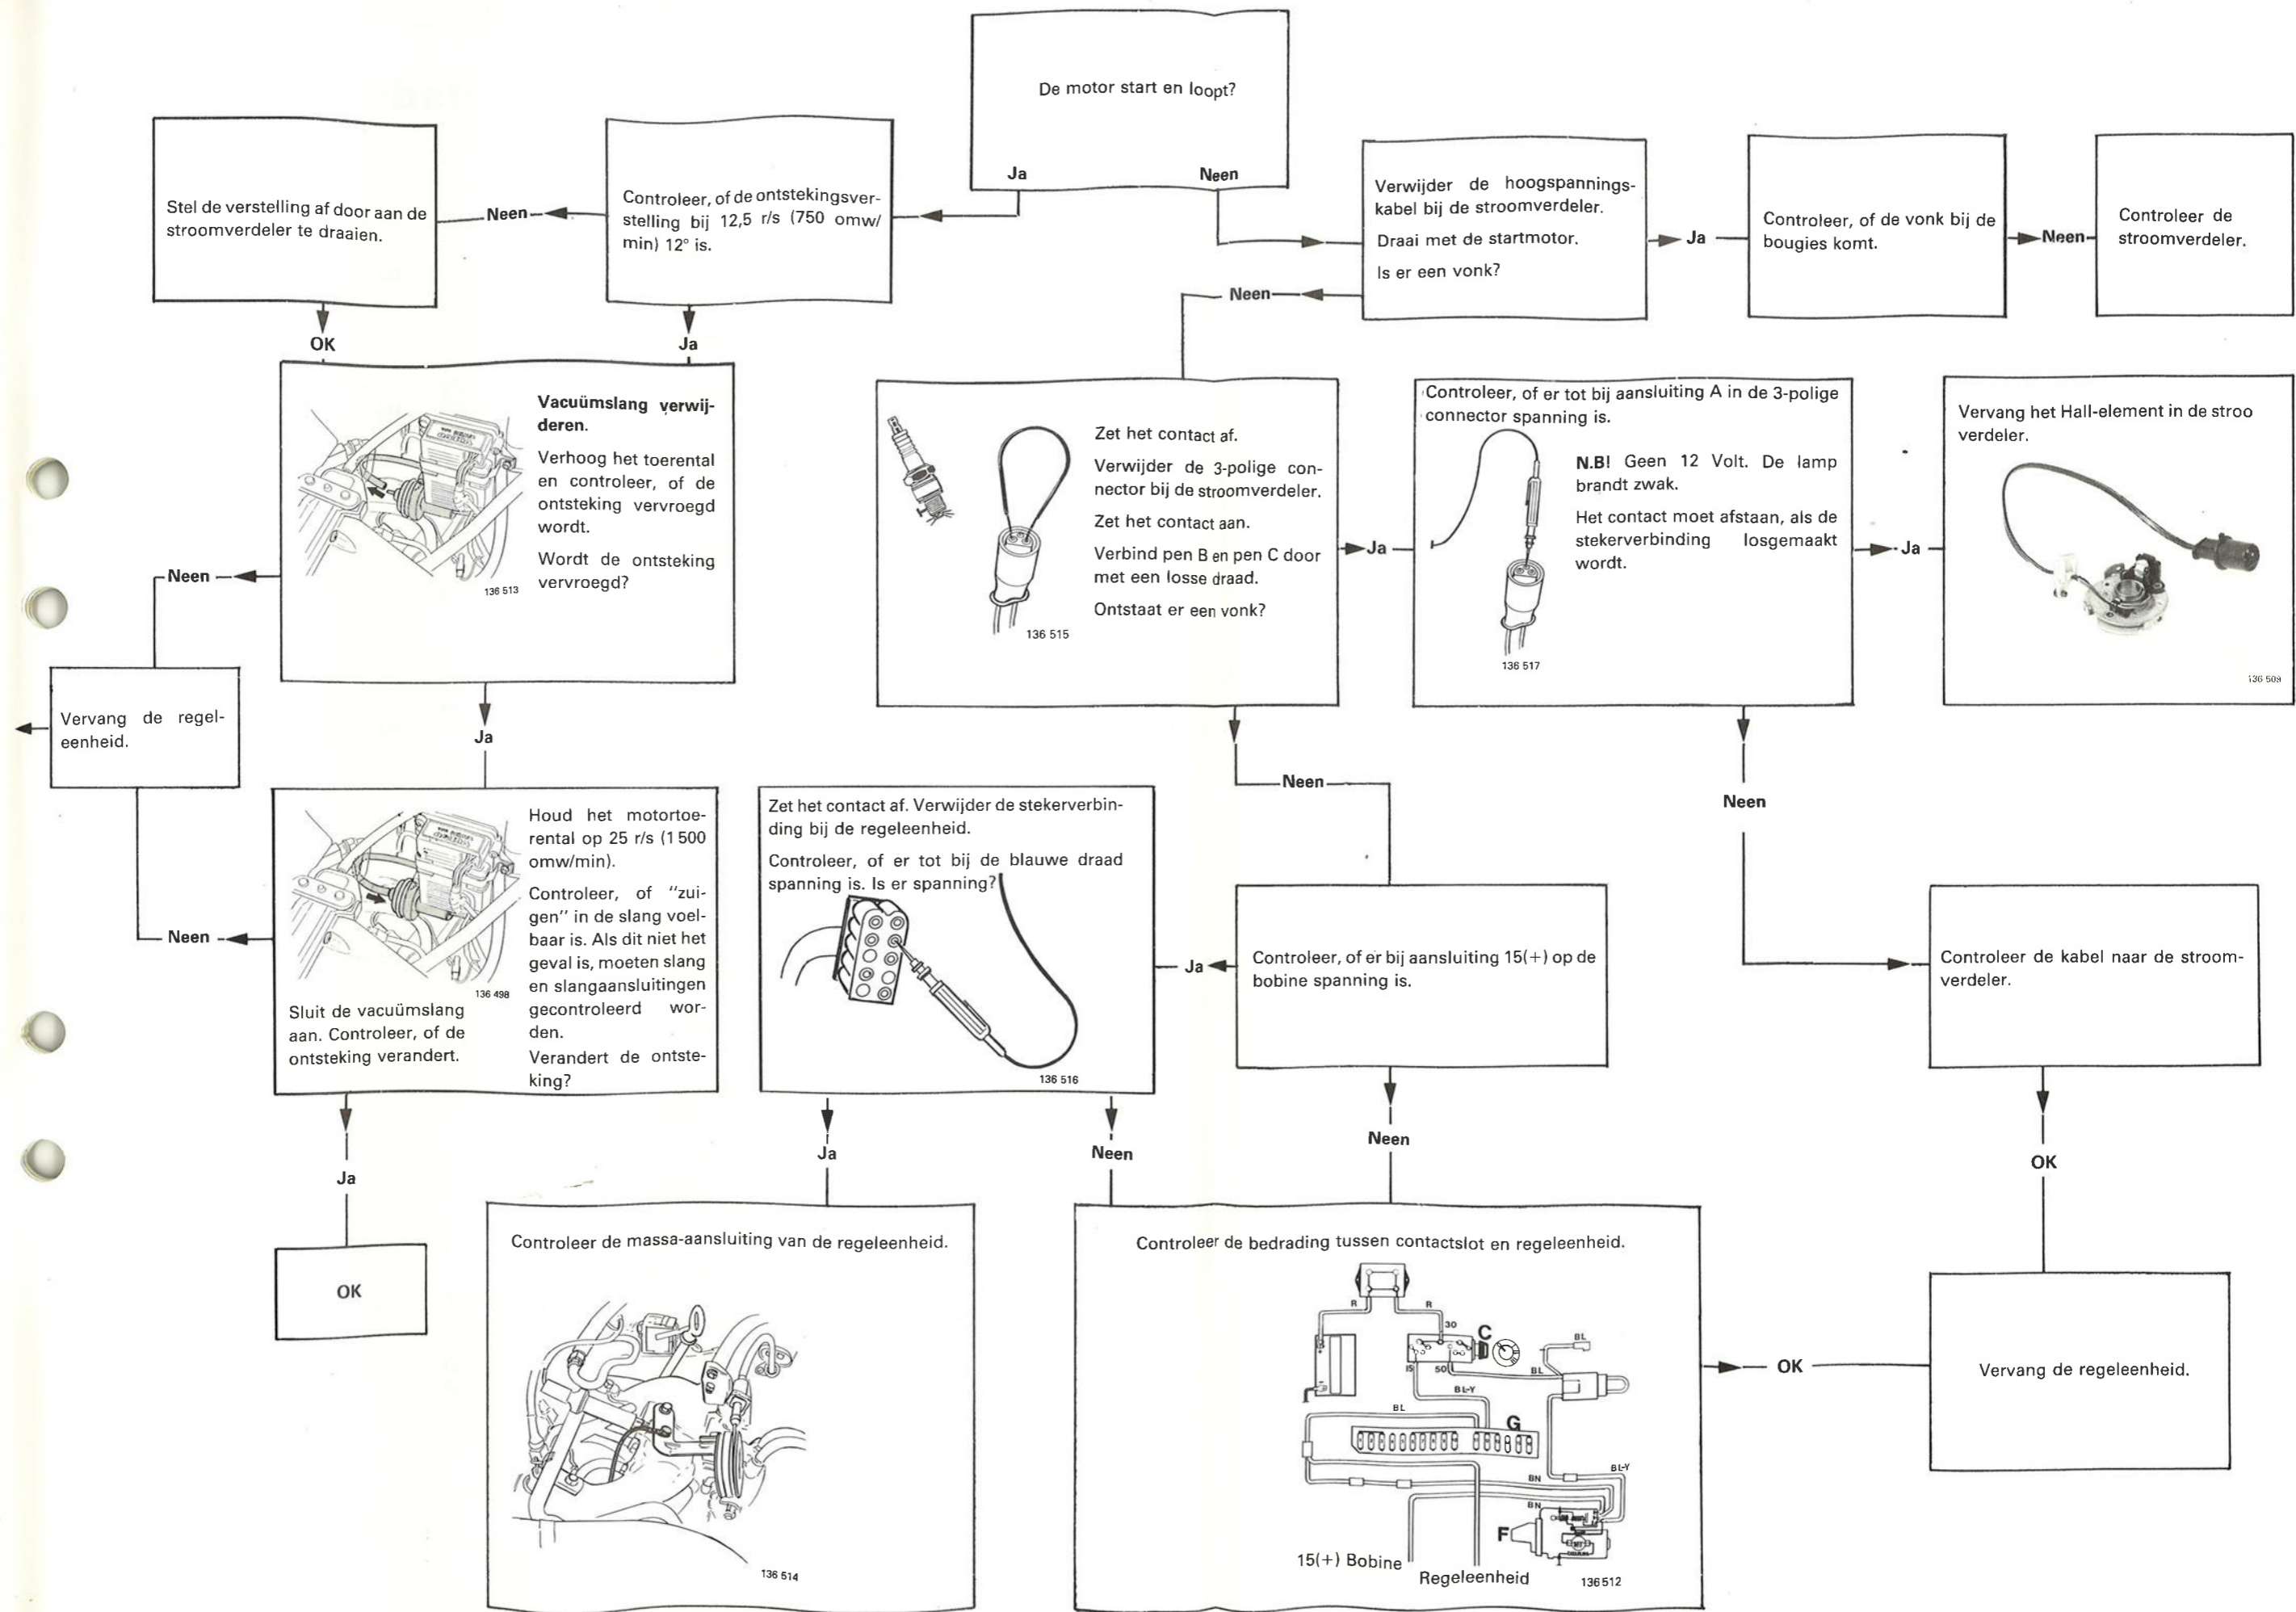 De motor start en loopt?
Ja
Neen
Stel de verstelling af door aan de
stroomverdeler te draaien.
Neen
Controleer, of de ontstekingsver-
stelling bij 12,5 r/s (750 omw/
min) 12° is.
Verwijder de hoogspannings-
kabel bij de stroomverdeler.
Draai met de startmotor.
Is er een vonk?
Ja
Controleer, of de vonk bij de
bougies komt.
Neen
Controleer de
stroomverdeler.
Neen
OK
Ja
Vacuümslang verwij-
deren.
Verhoog het toerental
en controleer, of de
ontsteking vervroegd
wordt.
Wordt de ontsteking
vervroegd?
136 513
Neen
Zet het contact af.
Verwijder de 3-polige con-
nector bij de stroomverdeler.
Zet het contact aan.
Verbind pen B en pen C door
met een losse draad.
Ontstaat er een vonk?
136 515
Ja
Controleer, of er tot bij aansluiting A in de 3-polige
connector spanning is.
N.B! Geen 12 Volt. De lamp
brandt zwak.
Het contact moet afstaan, als de
stekerverbinding losgemaakt
wordt.
136 517
Ja
Vervang het Hall-element in de stroo
verdeler.
136 509
Vervang de regel-
eenheid.
Ja
Neen
Neen
Houd het motortoe-
rental op 25 r/s (1 500
omw/min).
Controleer, of "zui-
gen" in de slang voel-
baar is. Als dit niet het
geval is, moeten slang
en slangaansluitingen
gecontroleerd wor-
den.
Verandert de ontste-
king?
136 498
Sluit de vacuümslang
aan. Controleer, of de
ontsteking verandert.
Neen
Zet het contact af. Verwijder de stekerverbin-
ding bij de regeleenheid.
Controleer, of er tot bij de blauwe draad
spanning is. Is er spanning?
136 516
Ja
Controleer, of er bij aansluiting 15(+) op de
bobine spanning is.
Controleer de kabel naar de stroom-
verdeler.
Ja
Ja
Neen
Neen
OK
OK
Controleer de massa-aansluiting van de regeleenheid.
136 514
Controleer de bedrading tussen contactslot en regeleenheid.
R
R
30
C
15
50
BL
BL
BL-Y
BL
G
BN
BL-Y
BN
F
15(+) Bobine
Regeleenheid
136 512
OK
Vervang de regeleenheid.